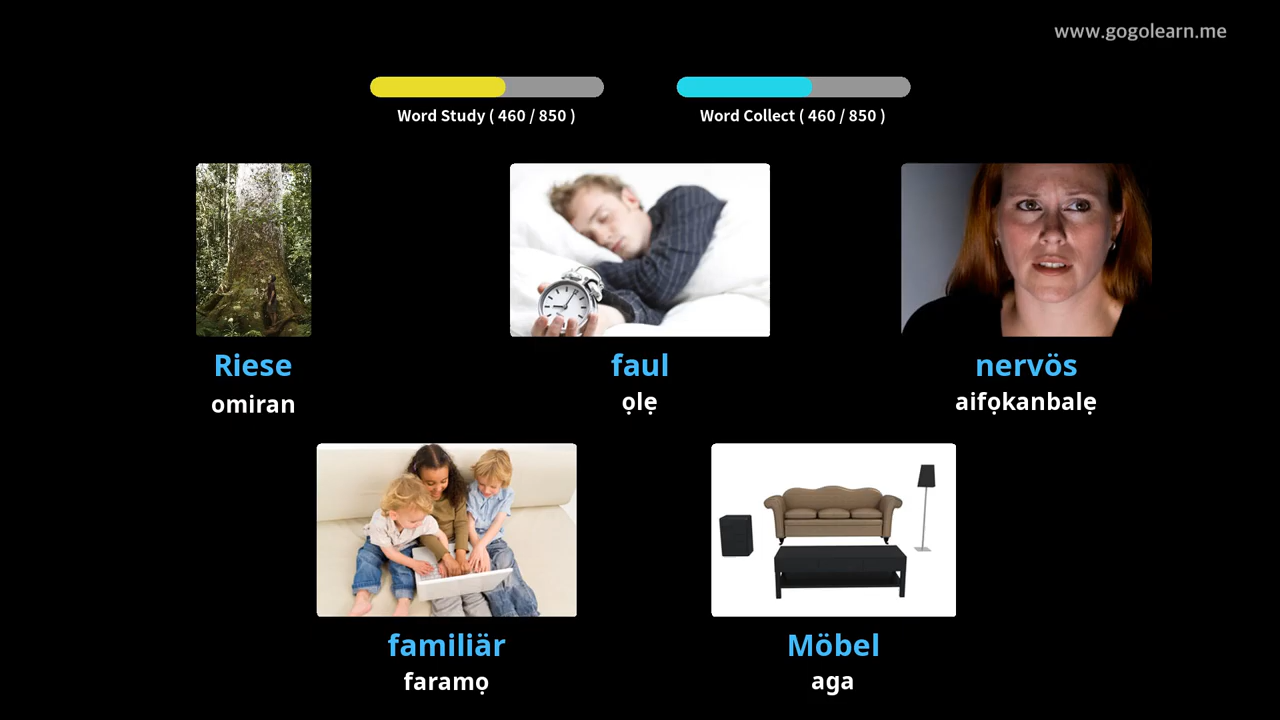 www.gogolearn.me
Word Study ( 460 / 850 )
Word Collect ( 460 / 850 )
Riese
omiran
faul
ọlẹ
nervös
aifọkanbalẹ
familiär
faramọ
Möbel
aga